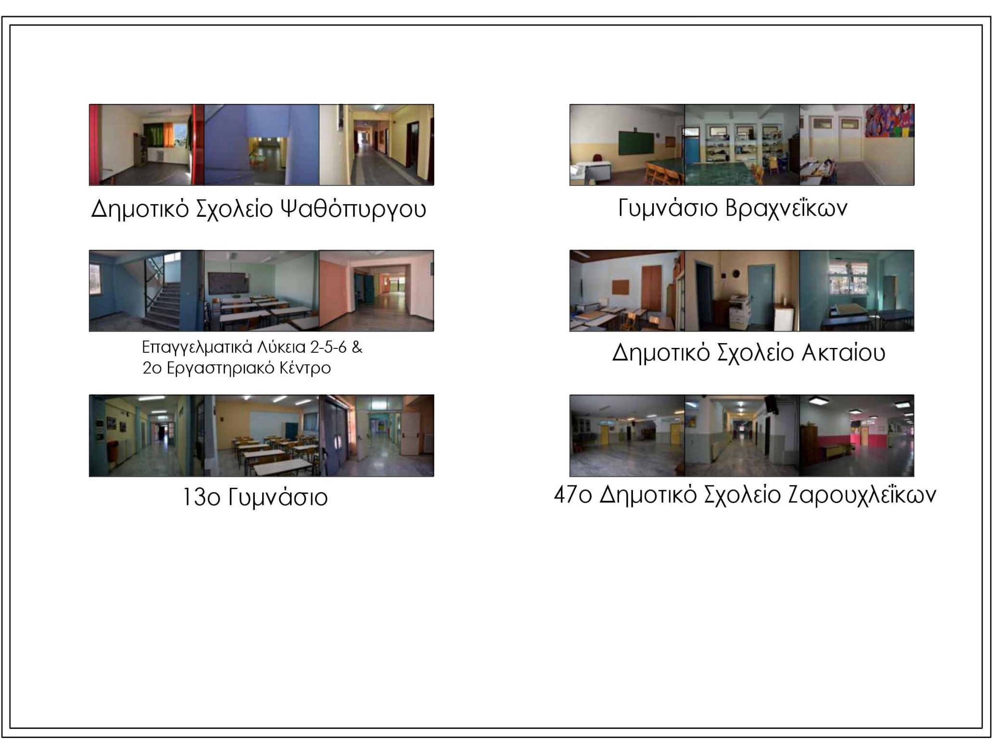 Δημοτικό Σχολείο Ψαθόπυργου
Γυμνάσιο Βραχνεΐκων
Επαγγελματικά Λύκεια 2-5-6 &
2ο Εργαστηριακό Κέντρο
Δημοτικό Σχολείο Ακταίου
13ο Γυμνάσιο
47ο Δημοτικό Σχολείο Ζαρουχλεΐκων